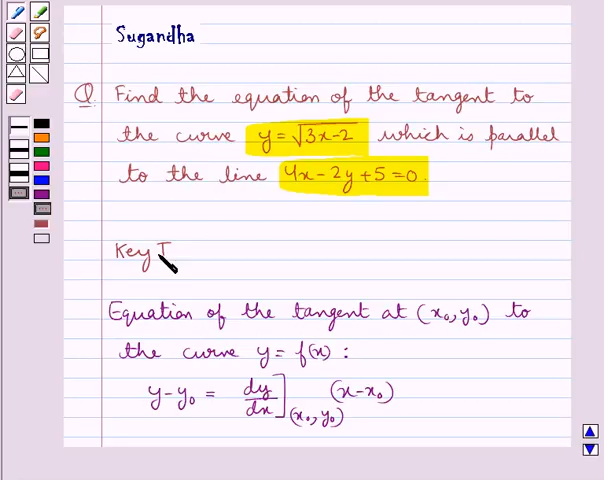 Sugandha
Q. Find the equation of the tangent to
the curve y = √3x-2 which is parallel
to the line 4x - 2y + 5 = 0.
Key I
Equation of the tangent at (x₀, y₀) to
the curve y = f(x) :
y - y₀ = dy/dx](x₀, y₀) (x - x₀)